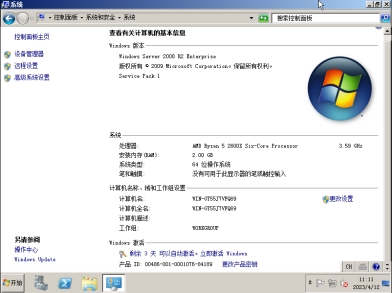 系统
控制面板 系统和安全 系统
搜索控制面板
控制面板主页
设备管理器
远程设置
高级系统设置
查看有关计算机的基本信息
Windows 版本
Windows Server 2008 R2 Enterprise
版权所有 © 2009 Microsoft Corporation。保留所有权利。
Service Pack 1
系统
处理器: AMD Ryzen 5 2600X Six-Core Processor 3.59 GHz
安装内存(RAM): 2.00 GB
系统类型: 64 位操作系统
笔和触摸: 没有可用于此显示器的笔或触控输入
计算机名称、域和工作组设置
计算机名: WIN-GT55JTVPQ69
更改设置
计算机全名: WIN-GT55JTVPQ69
计算机描述:
工作组: WORKGROUP
Windows 激活
剩余 3 天 可以自动激活。立即激活 Windows
产品 ID: 00486-001-0001076-84189 更改产品密钥
另请参阅
操作中心
Windows Update
CH
开始
11:11
2023/4/12